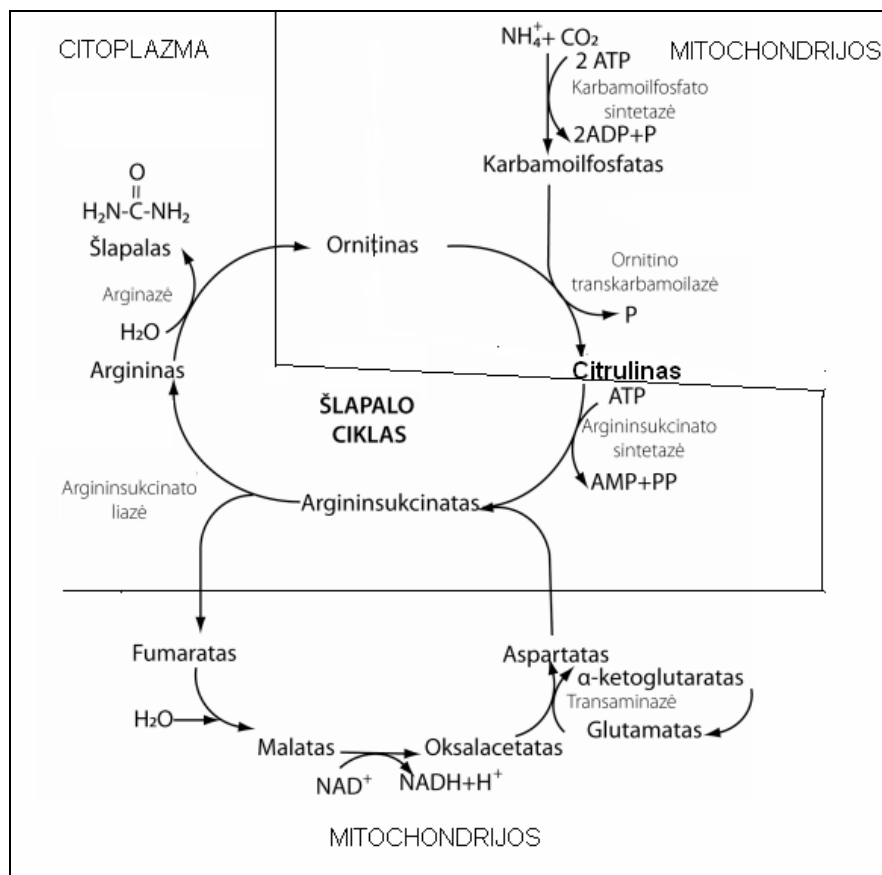 CITOPLAZMA
NH₄⁺+ CO₂
MITOCHONDRIJOS
2 ATP
Karbamoilfosfato
sintetazė
2ADP+P
Karbamoilfosfatas
O
H₂N-C-NH₂
Šlapalas
Ornitinas
Ornitino
transkarbamoilazė
Arginazė
P
H₂O
Argininas
Citrulinas
ATP
ŠLAPALO
CIKLAS
Argininsukcinato
sintetazė
AMP+PP
Argininsukcinato
liazė
Argininsukcinatas
Fumaratas
Aspartatas
α-ketoglutaratas
Transaminazė
H₂O
Glutamatas
Malatas
Oksalacetatas
NAD⁺
NADH+H⁺
MITOCHONDRIJOS